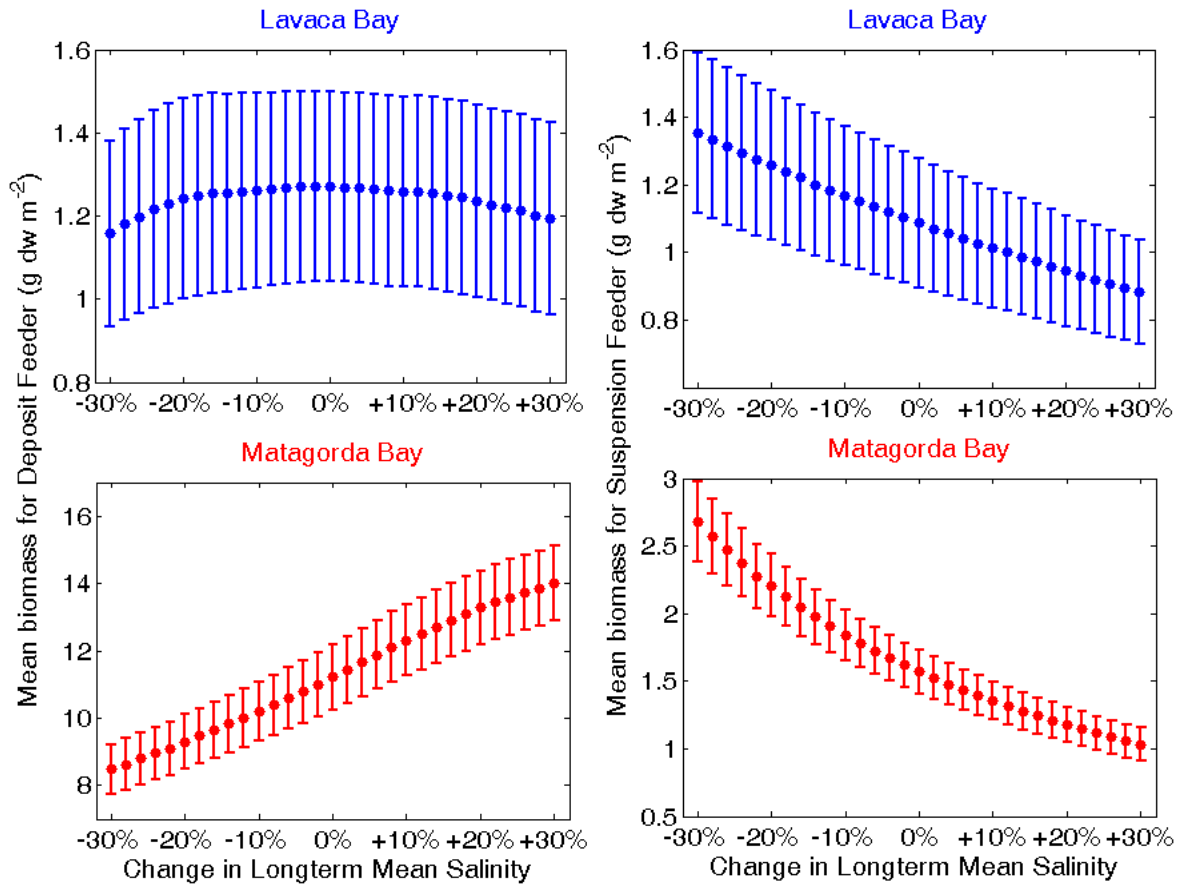 Lavaca Bay
Lavaca Bay
Mean biomass for Deposit Feeder (g dw m-2)
1.6
1.4
1.2
1
0.8
-30% -20% -10% 0% +10% +20% +30%
Mean biomass for Suspension Feeder (g dw m-2)
1.6
1.4
1.2
1
0.8
-30% -20% -10% 0% +10% +20% +30%
Matagorda Bay
Matagorda Bay
16
14
12
10
8
-30% -20% -10% 0% +10% +20% +30%
Change in Longterm Mean Salinity
3
2.5
2
1.5
1
0.5
-30% -20% -10% 0% +10% +20% +30%
Change in Longterm Mean Salinity